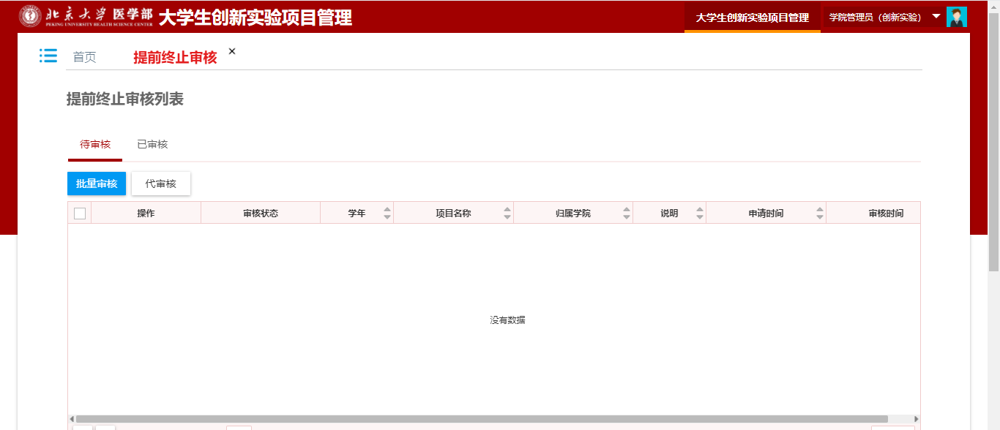 北京大学 医学部 大学生创新实验项目管理
PEKING UNIVERSITY HEALTH SCIENCE CENTER
大学生创新实验项目管理 学院管理员（创新实验）
首页 提前终止审核 ×
提前终止审核列表
待审核 已审核
批量审核 代审核
操作 审核状态 学年 项目名称 归属学院 说明 申请时间 审核时间
没有数据